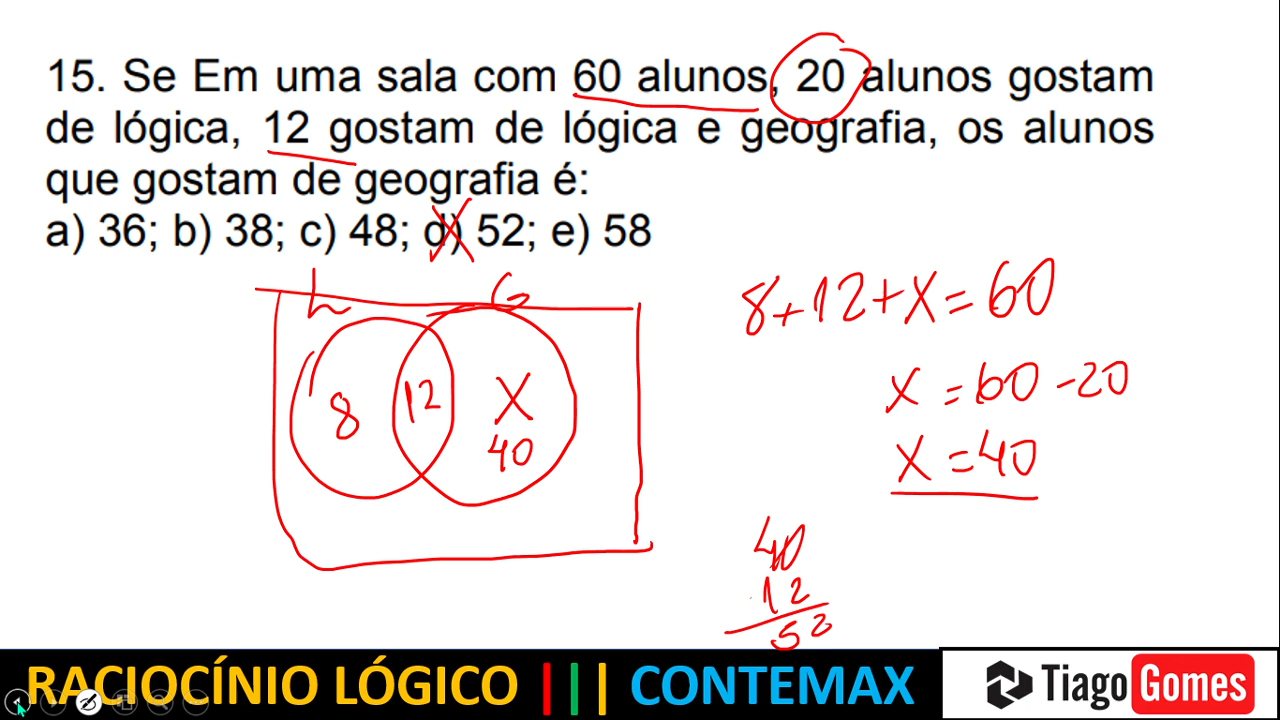 15. Se Em uma sala com 60 alunos, 20 alunos gostam
de lógica, 12 gostam de lógica e geografia, os alunos
que gostam de geografia é:
a) 36; b) 38; c) 48; d) 52; e) 58
L G
8 12 X
40
8+12+X=60
X=60-20
X=40
40
12
52
RACIOCÍNIO LÓGICO ||| CONTEMAX
Tiago Gomes